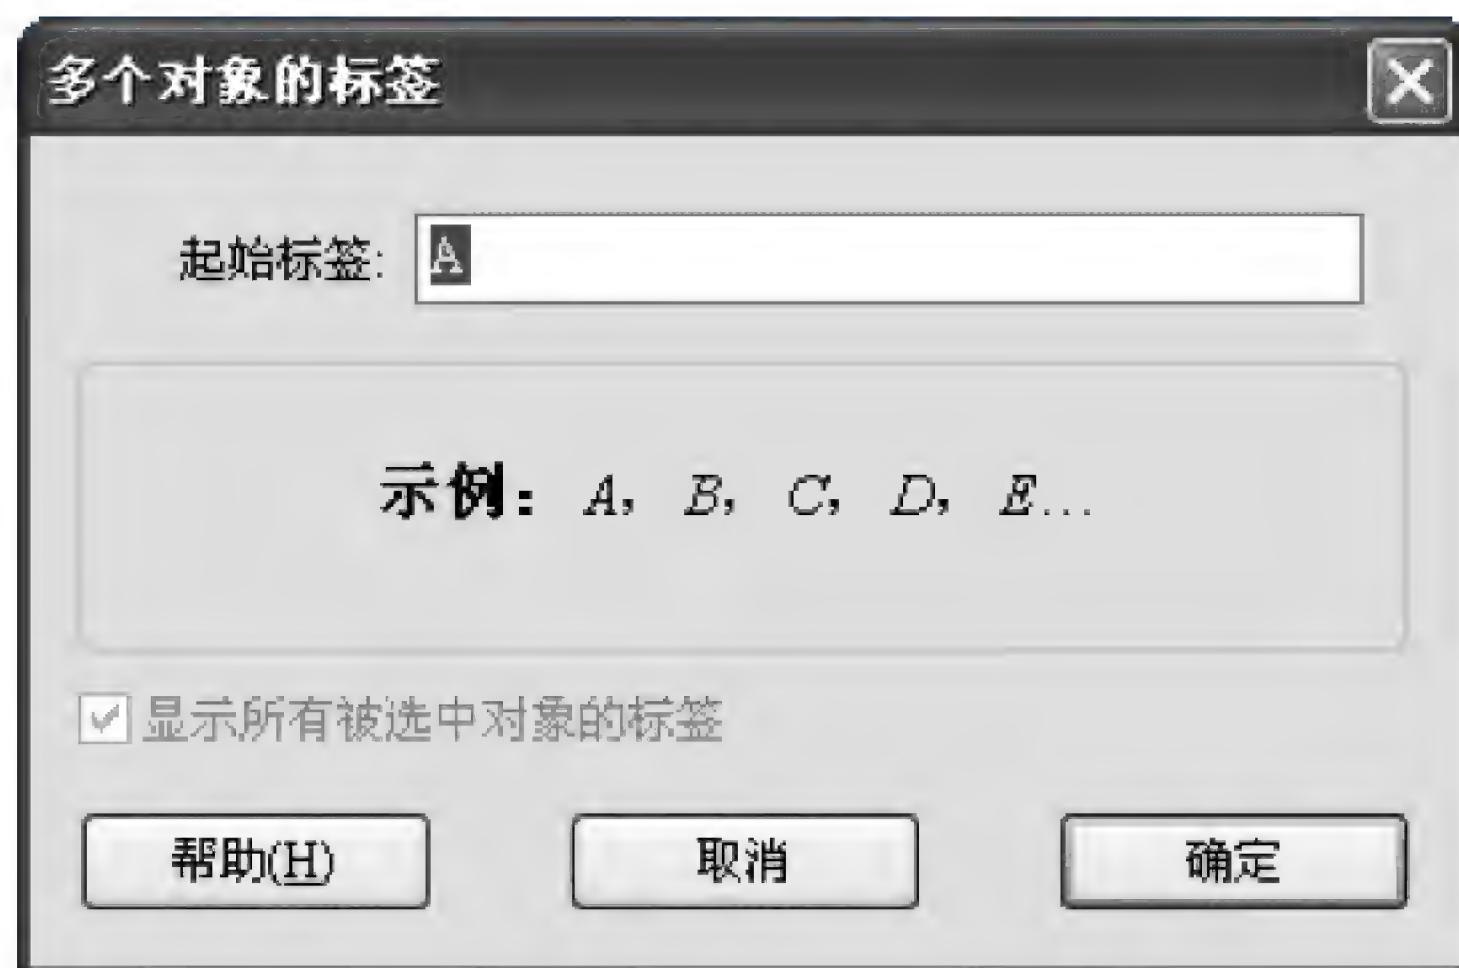 多个对象的标签
起始标签: A
示例： A， B， C， D， E...
显示所有被选中对象的标签
帮助(H) 取消 确定